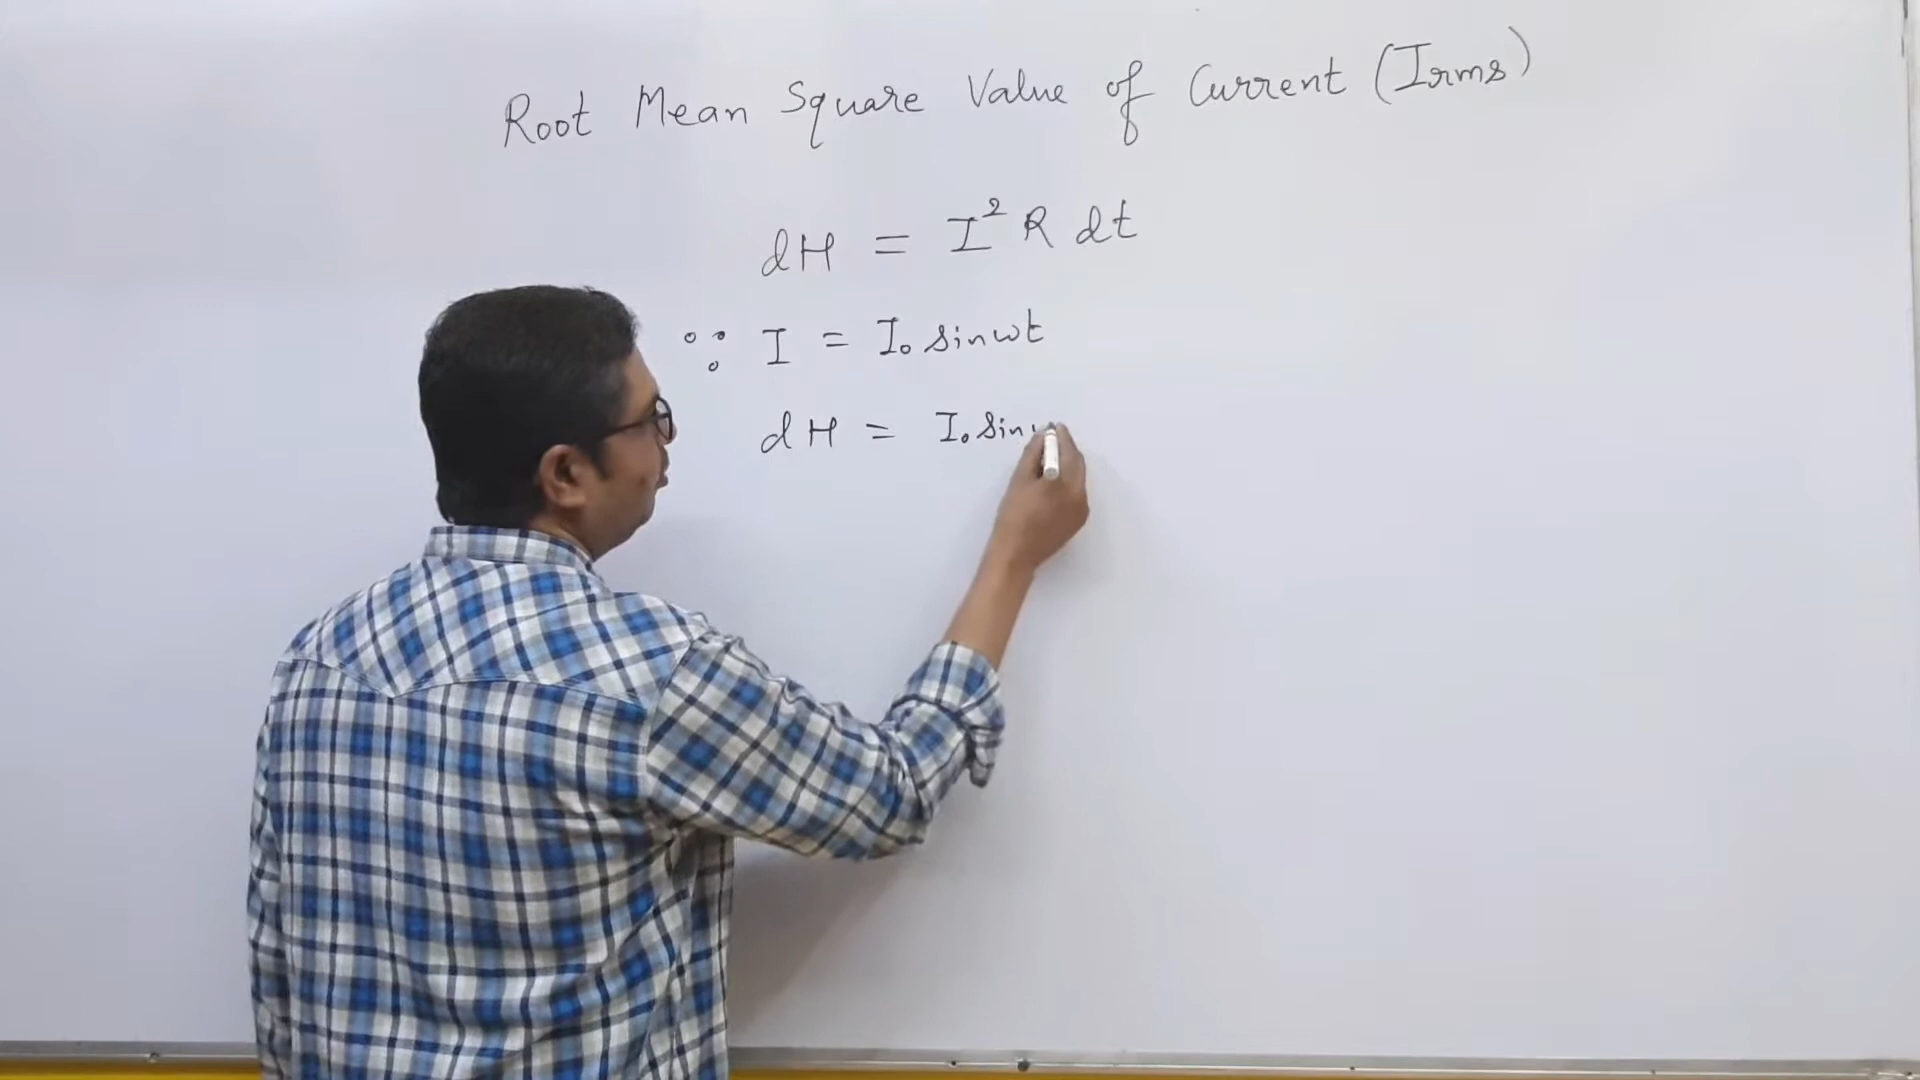 Root Mean Square Value of Current (Irms)
dH = I² R dt
∵ I = I₀ sinωt
dH = I₀ sin